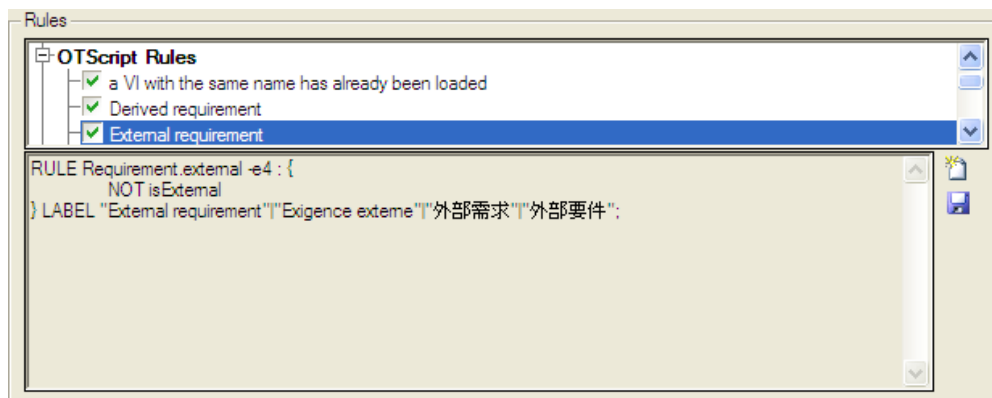 Rules
OTScript Rules
a VI with the same name has already been loaded
Derived requirement
External requirement
RULE Requirement.external -e4 : {
NOT isExternal
} LABEL "External requirement"|"Exigence externe"|"外部需求"|"外部要件";